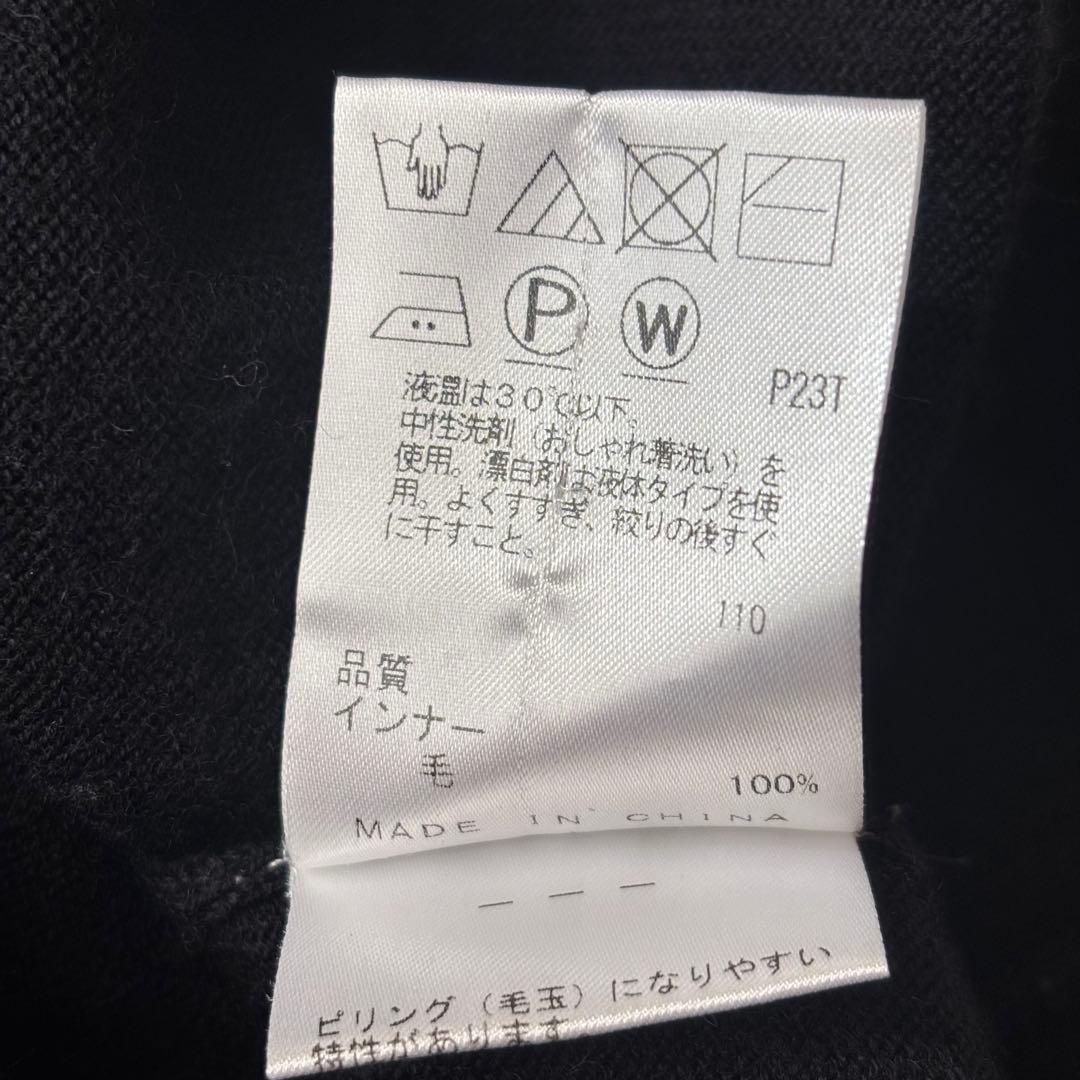 P W
P23T
液温は30℃以下。
中性洗剤（おしゃれ着洗い）を
使用。漂白剤は液体タイプを使
用。よくすすぎ、絞りの後すぐ
に干すこと。
110
品質
インナー
毛 100%
MADE IN CHINA
― ― ―
ピリング（毛玉）になりやすい
特性があります